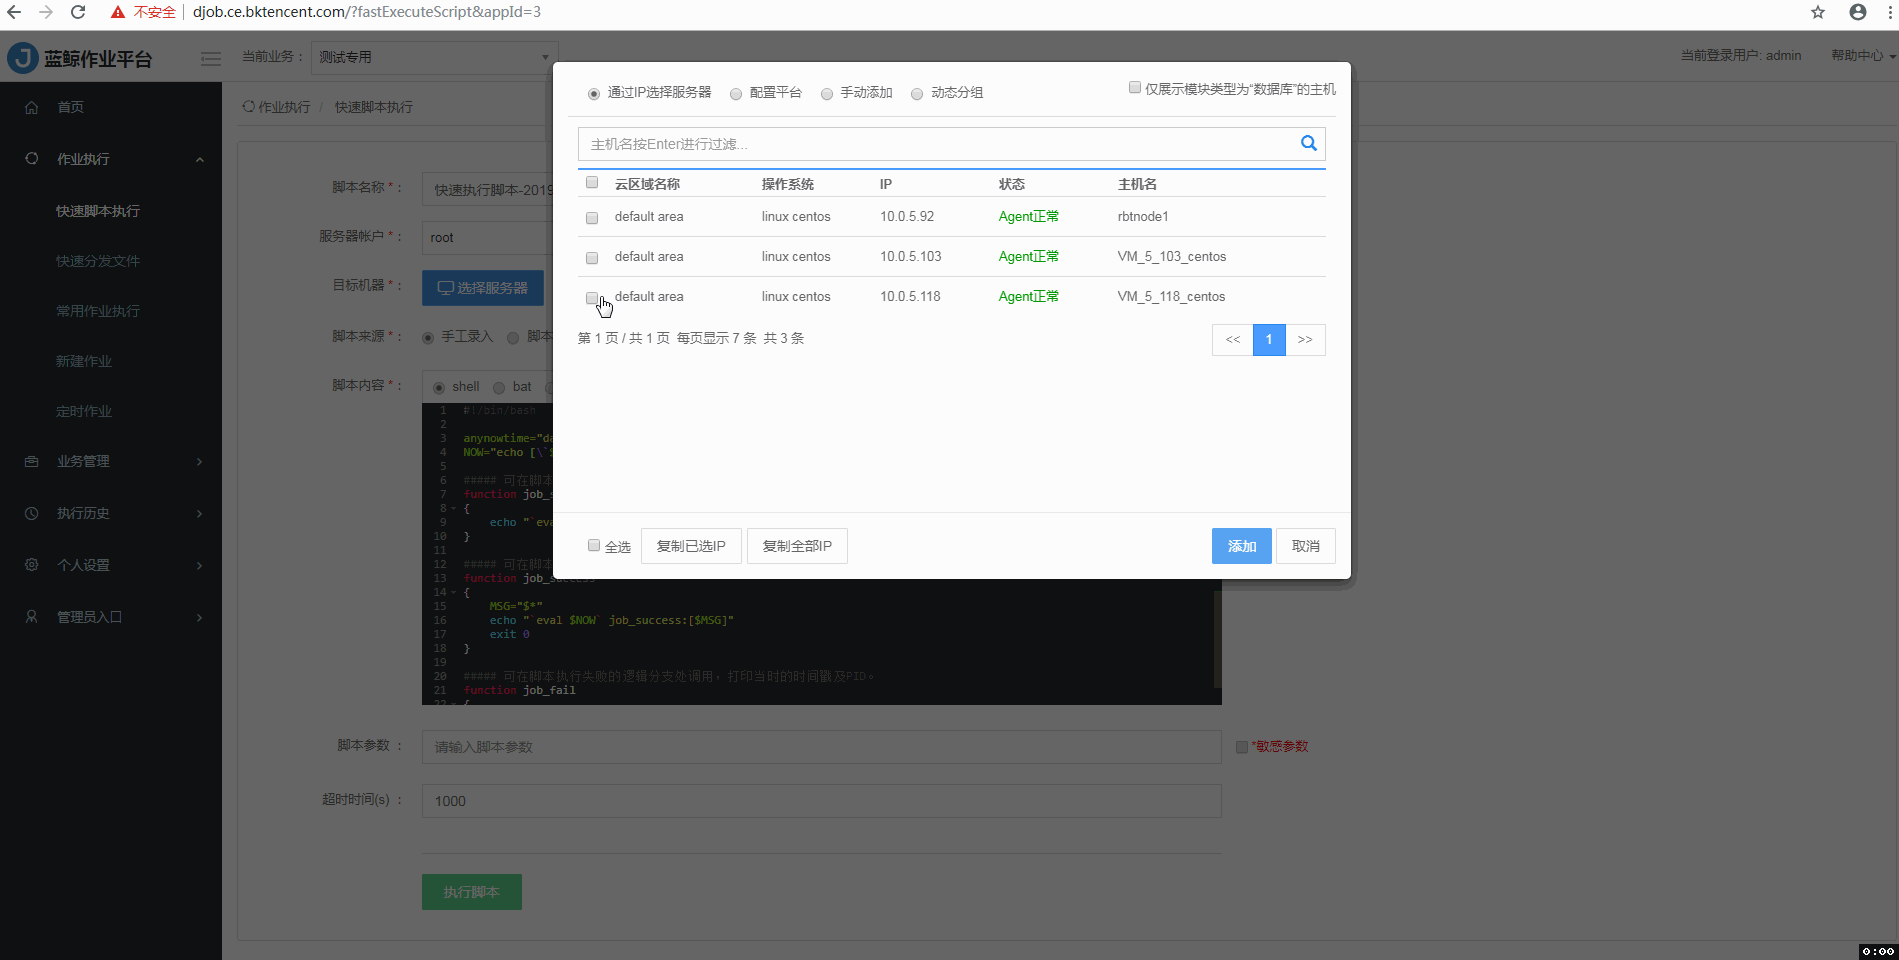 不安全 djob.ce.bktencent.com/?fastExecuteScript&appId=3
J 蓝鲸作业平台
当前业务： 测试专用
当前登录用户: admin 帮助中心
首页
作业执行
快速脚本执行
快速分发文件
常用作业执行
新建作业
定时作业
业务管理
执行历史
个人设置
管理员入口
作业执行 / 快速脚本执行
脚本名称 * ： 快速执行脚本-2019
服务器帐户 * ： root
目标机器 * ： 选择服务器
脚本来源 * ： 手工录入 脚本
脚本内容 * ： shell bat
1 #!/bin/bash
2
3 anynowtime="da
4 NOW="echo [\`$
5
6 ##### 可在脚本
7 function job_s
8 {
9 echo "`eva
10 }
11
12 ##### 可在脚本
13 function job_success
14 {
15 MSG="$*"
16 echo "`eval $NOW` job_success:[$MSG]"
17 exit 0
18 }
19
20 ##### 可在脚本执行失败的逻辑分支处调用，打印当时的时间戳及PID。
21 function job_fail
22 {
脚本参数 ： 请输入脚本参数 *敏感参数
超时时间(s) ： 1000
执行脚本
通过IP选择服务器 配置平台 手动添加 动态分组 仅展示模块类型为“数据库”的主机
主机名按Enter进行过滤...
云区域名称 操作系统 IP 状态 主机名
default area linux centos 10.0.5.92 Agent正常 rbtnode1
default area linux centos 10.0.5.103 Agent正常 VM_5_103_centos
default area linux centos 10.0.5.118 Agent正常 VM_5_118_centos
第 1 页 / 共 1 页 每页显示 7 条 共 3 条 << 1 >>
全选 复制已选IP 复制全部IP 添加 取消
0:00